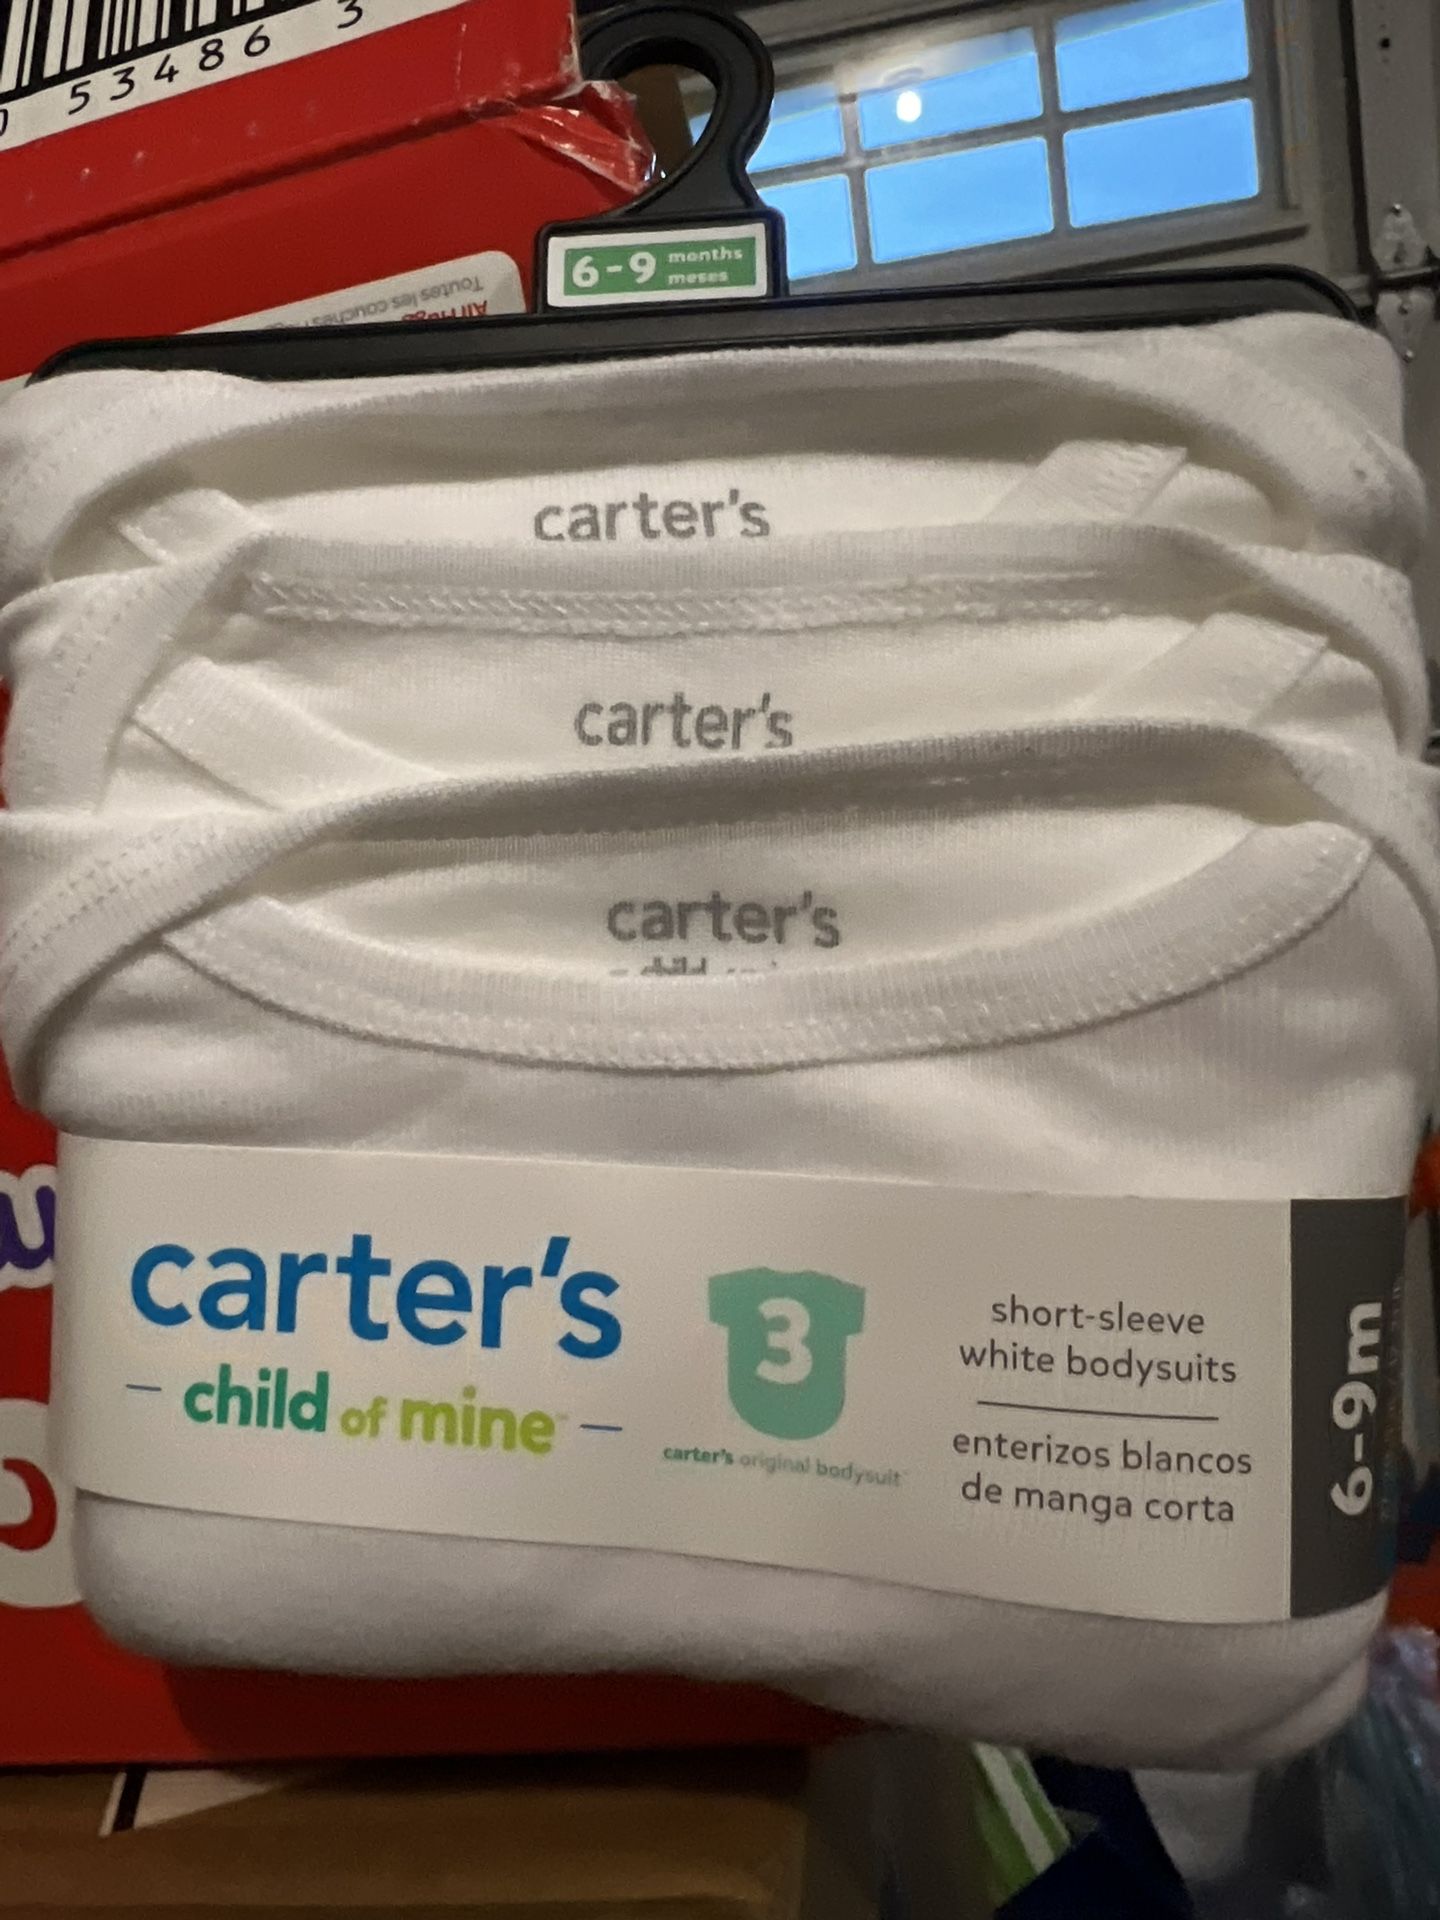 53486 3
6-9 months
meses
Toutes les couches
carter's
carter's
carter's
carter's
child of mine
3
carter's original bodysuit
short-sleeve
white bodysuits
enterizos blancos
de manga corta
6-9m